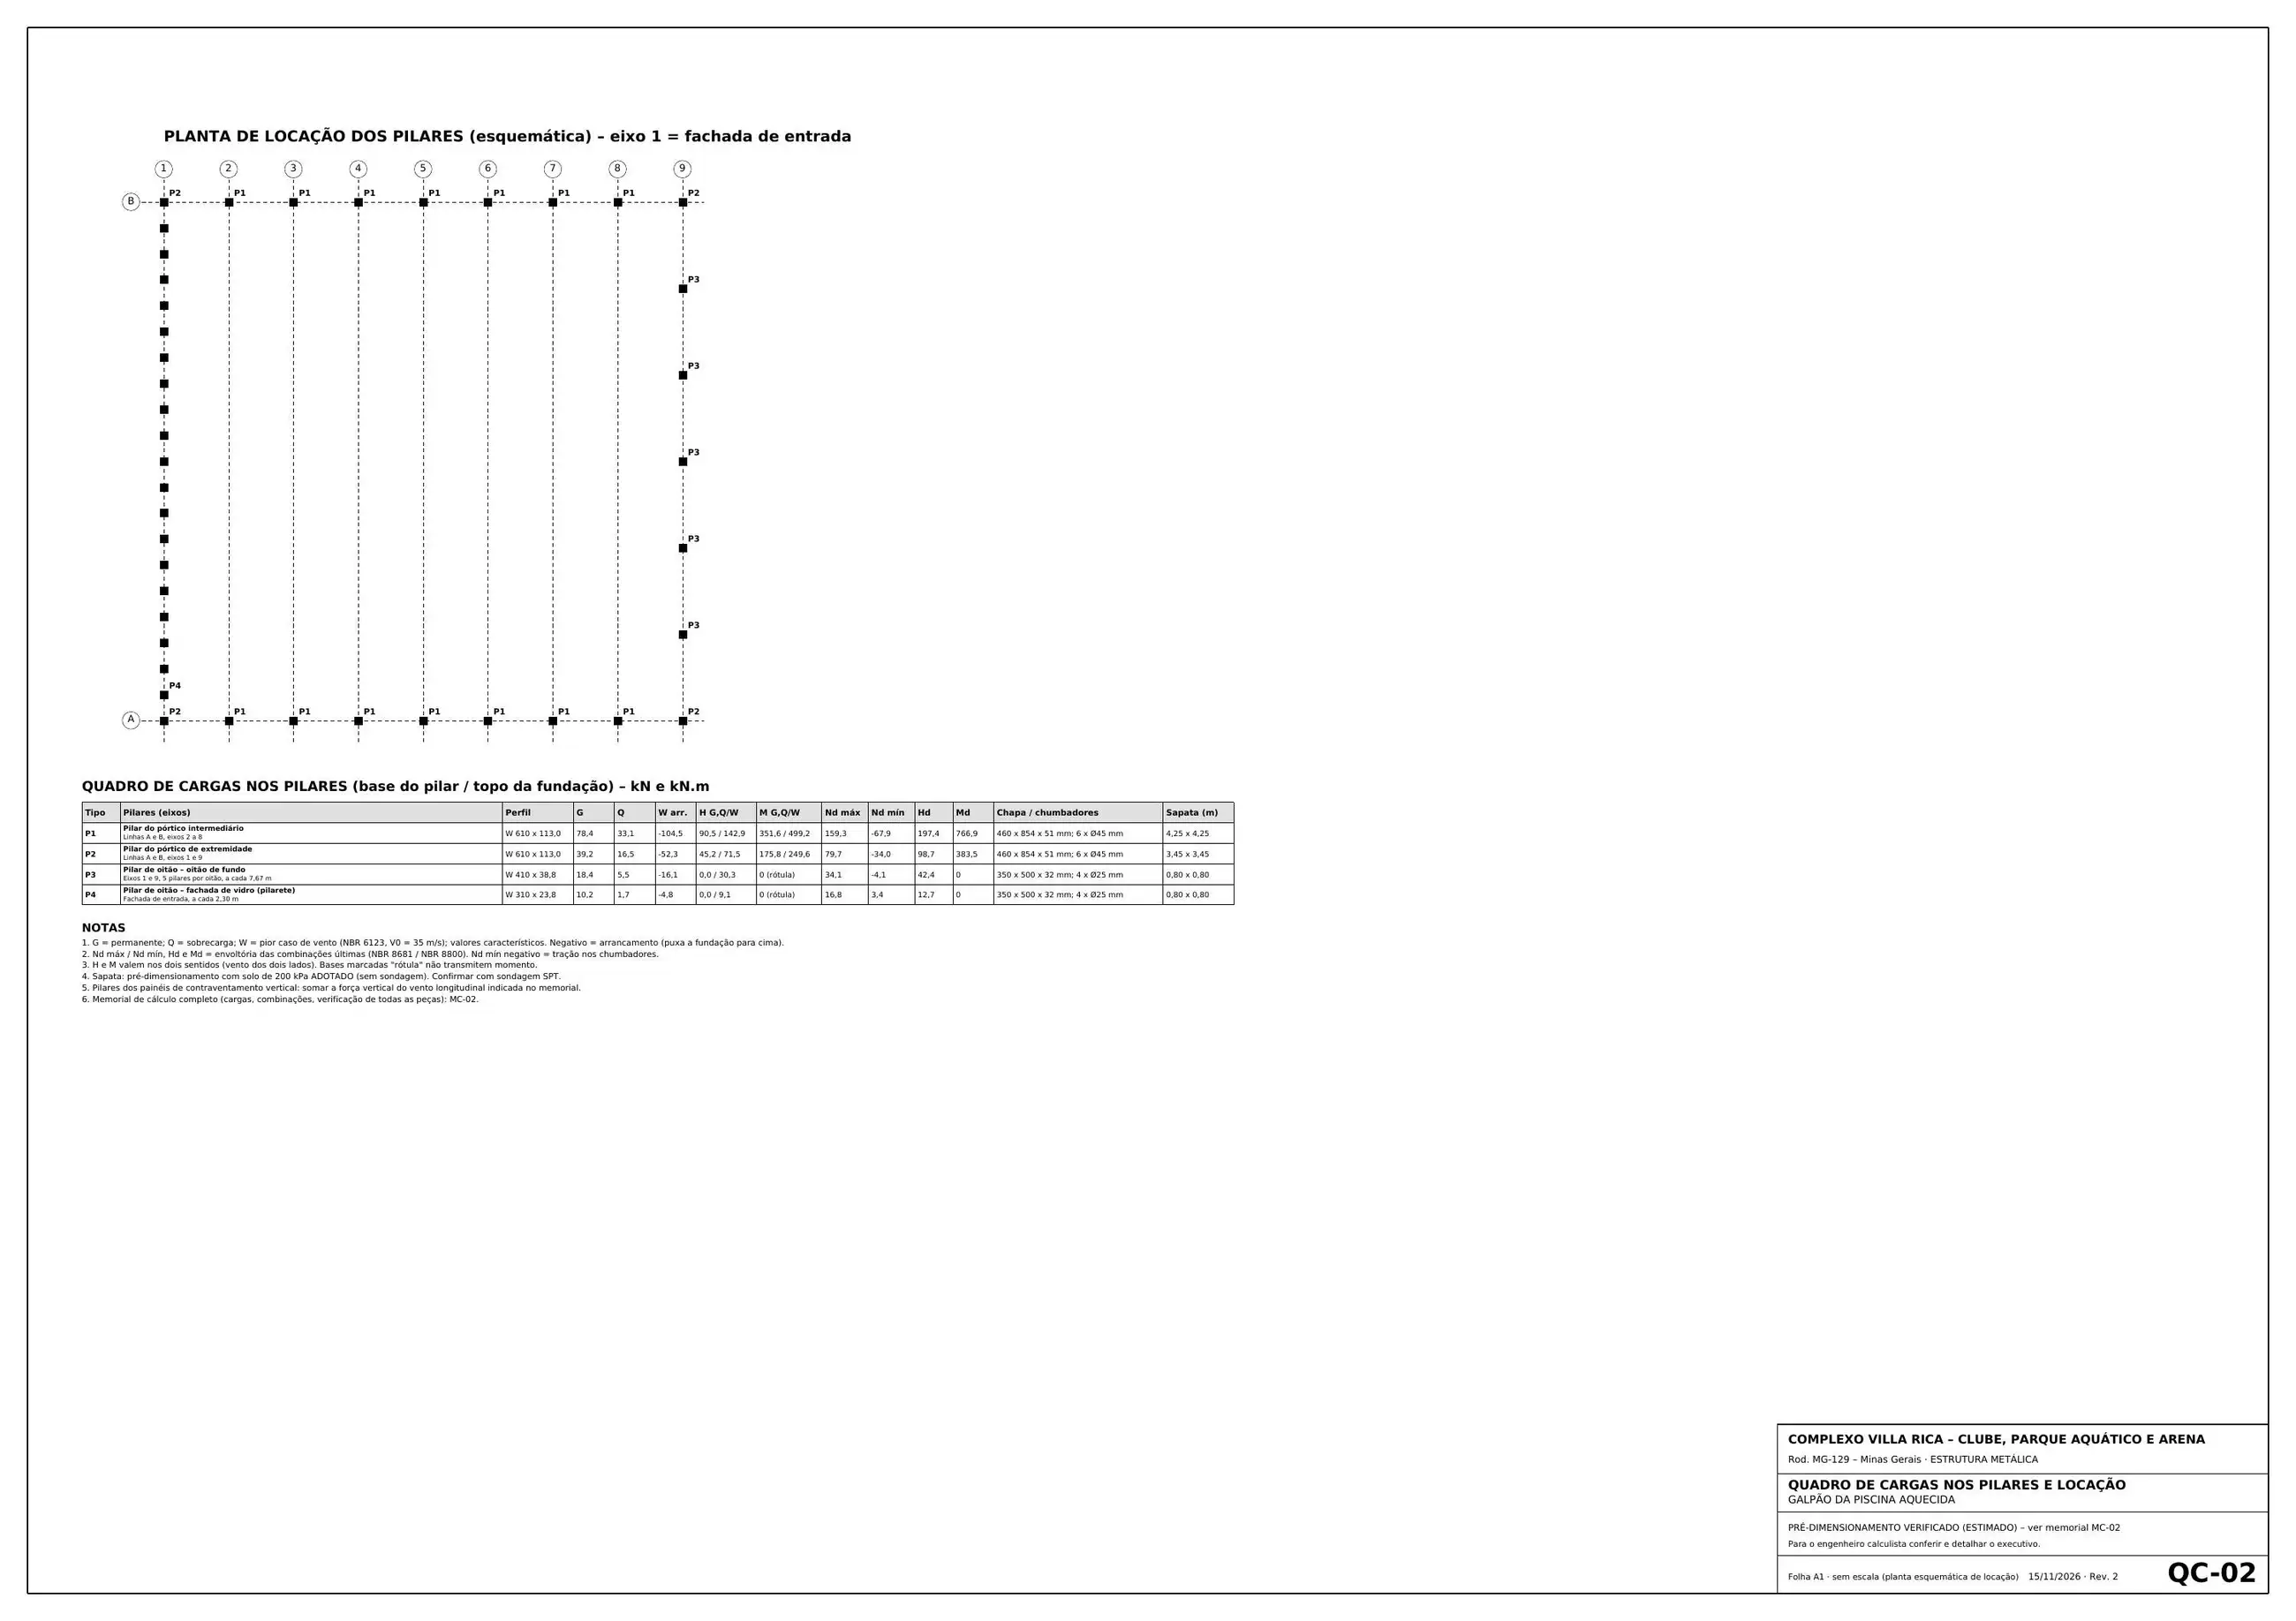 PLANTA DE LOCAÇÃO DOS PILARES (esquemática) – eixo 1 = fachada de entrada
1 2 3 4 5 6 7 8 9
P2 P1 P1 P1 P1 P1 P1 P1 P2
B
P3
P3
P3
P3
P3
P4
P2 P1 P1 P1 P1 P1 P1 P1 P2
A
QUADRO DE CARGAS NOS PILARES (base do pilar / topo da fundação) – kN e kN.m
Tipo Pilares (eixos) Perfil G Q W arr. H G,Q/W M G,Q/W Nd máx Nd mín Hd Md Chapa / chumbadores Sapata (m)
P1 Pilar do pórtico intermediário W 610 x 113,0 78,4 33,1 -104,5 90,5 / 142,9 351,6 / 499,2 159,3 -67,9 197,4 766,9 460 x 854 x 51 mm; 6 x Ø45 mm 4,25 x 4,25
Linhas A e B, eixos 2 a 8
P2 Pilar do pórtico de extremidade W 610 x 113,0 39,2 16,5 -52,3 45,2 / 71,5 175,8 / 249,6 79,7 -34,0 98,7 383,5 460 x 854 x 51 mm; 6 x Ø45 mm 3,45 x 3,45
Linhas A e B, eixos 1 e 9
P3 Pilar de oitão – oitão de fundo W 410 x 38,8 18,4 5,5 -16,1 0,0 / 30,3 0 (rótula) 34,1 -4,1 42,4 0 350 x 500 x 32 mm; 4 x Ø25 mm 0,80 x 0,80
Eixos 1 e 9, 5 pilares por oitão, a cada 7,67 m
P4 Pilar de oitão – fachada de vidro (pilarete) W 310 x 23,8 10,2 1,7 -4,8 0,0 / 9,1 0 (rótula) 16,8 3,4 12,7 0 350 x 500 x 32 mm; 4 x Ø25 mm 0,80 x 0,80
Fachada de entrada, a cada 2,30 m
NOTAS
1. G = permanente; Q = sobrecarga; W = pior caso de vento (NBR 6123, V0 = 35 m/s); valores característicos. Negativo = arrancamento (puxa a fundação para cima).
2. Nd máx / Nd mín, Hd e Md = envoltória das combinações últimas (NBR 8681 / NBR 8800). Nd mín negativo = tração nos chumbadores.
3. H e M valem nos dois sentidos (vento dos dois lados). Bases marcadas "rótula" não transmitem momento.
4. Sapata: pré-dimensionamento com solo de 200 kPa ADOTADO (sem sondagem). Confirmar com sondagem SPT.
5. Pilares dos painéis de contraventamento vertical: somar a força vertical do vento longitudinal indicada no memorial.
6. Memorial de cálculo completo (cargas, combinações, verificação de todas as peças): MC-02.
COMPLEXO VILLA RICA – CLUBE, PARQUE AQUÁTICO E ARENA
Rod. MG-129 – Minas Gerais · ESTRUTURA METÁLICA
QUADRO DE CARGAS NOS PILARES E LOCAÇÃO
GALPÃO DA PISCINA AQUECIDA
PRÉ-DIMENSIONAMENTO VERIFICADO (ESTIMADO) – ver memorial MC-02
Para o engenheiro calculista conferir e detalhar o executivo.
Folha A1 · sem escala (planta esquemática de locação) 15/11/2026 · Rev. 2 QC-02